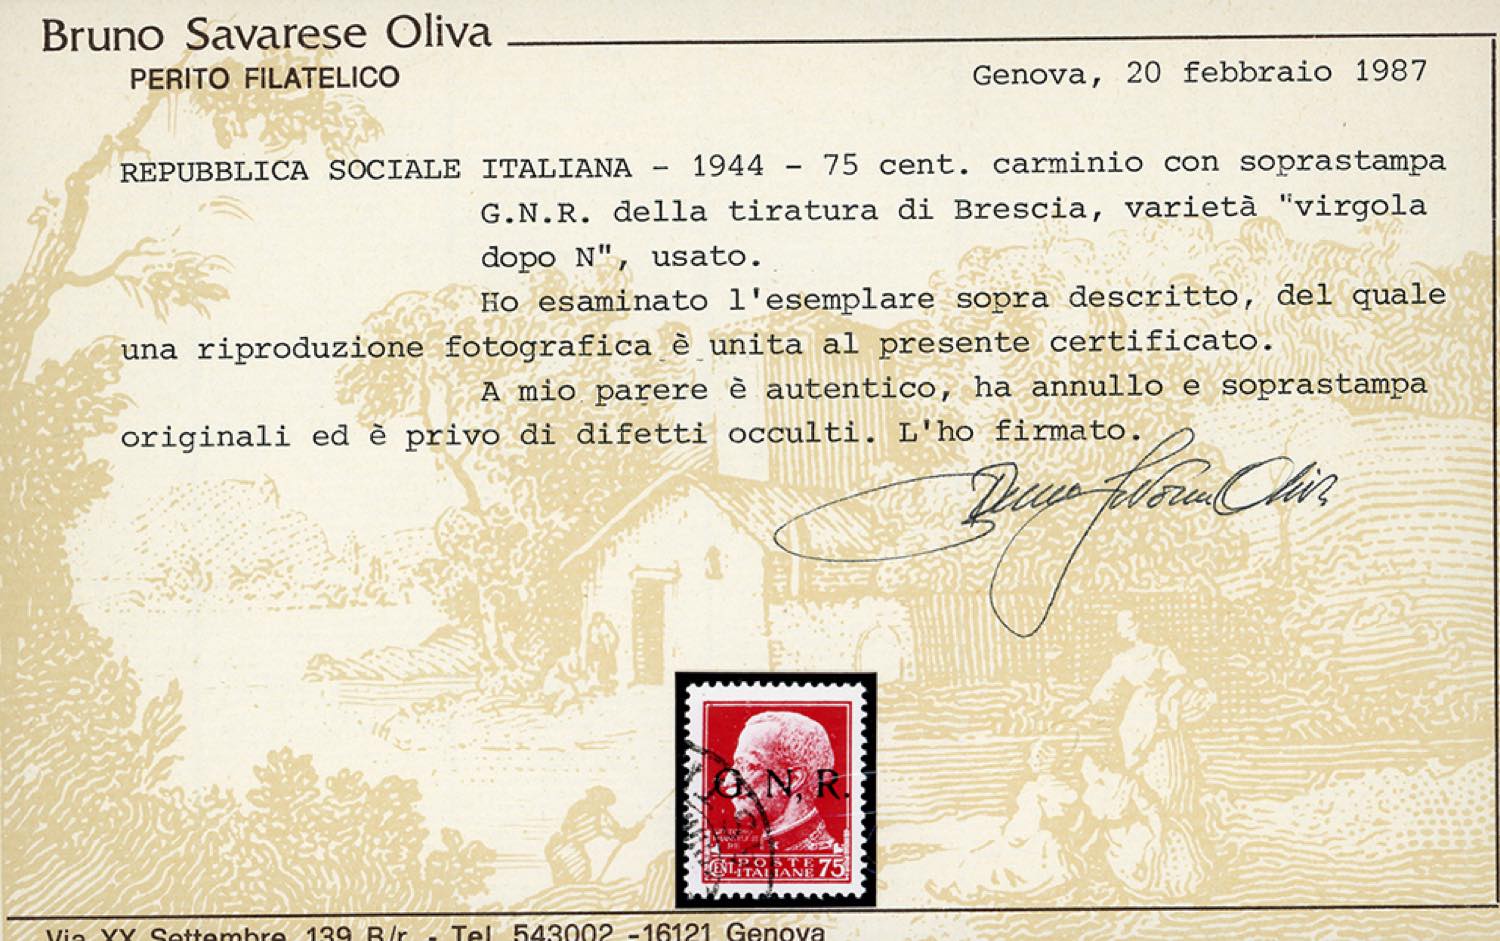 Bruno Savarese Oliva
PERITO FILATELICO
Genova, 20 febbraio 1987
REPUBBLICA SOCIALE ITALIANA - 1944 - 75 cent. carminio con soprastampa
G.N.R. della tiratura di Brescia, varietà "virgola
dopo N", usato.
Ho esaminato l'esemplare sopra descritto, del quale
una riproduzione fotografica è unita al presente certificato.
A mio parere è autentico, ha annullo e soprastampa
originali ed è privo di difetti occulti. L'ho firmato.
Bruno Savarese Oliva
G. N, R.
POSTE
ITALIANE 75
Via XX Settembre, 139 B/r. - Tel. 543002 - 16121 Genova